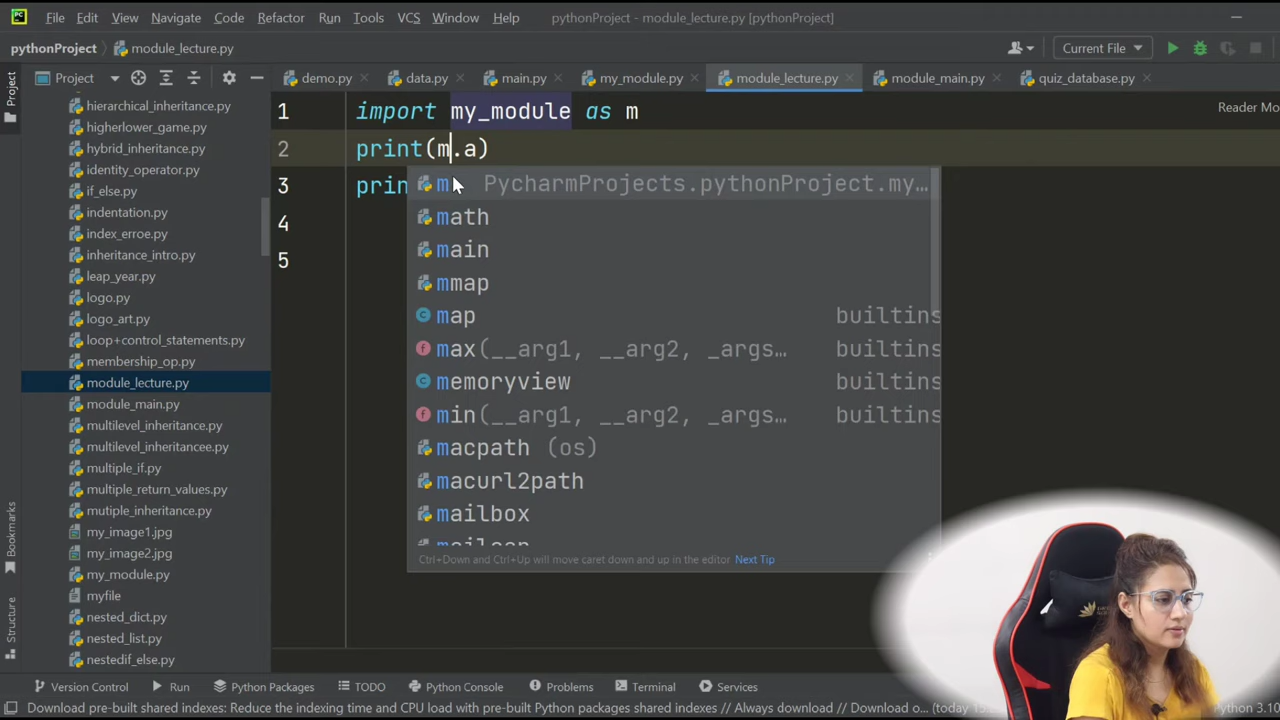 File Edit View Navigate Code Refactor Run Tools VCS Window Help pythonProject - module_lecture.py [pythonProject]
pythonProject module_lecture.py Current File
Project demo.py data.py main.py my_module.py module_lecture.py module_main.py quiz_database.py
Project
hierarchical_inheritance.py
higherlower_game.py
hybrid_inheritance.py
identity_operator.py
if_else.py
indentation.py
index_erroe.py
inheritance_intro.py
leap_year.py
logo.py
logo_art.py
loop+control_statements.py
membership_op.py
module_lecture.py
module_main.py
multilevel_inheritance.py
multilevel_inheritancee.py
multiple_if.py
multiple_return_values.py
mutiple_inheritance.py
my_image1.jpg
my_image2.jpg
my_module.py
myfile
nested_dict.py
nested_list.py
nestedif_else.py
Bookmarks
Structure
1 import my_module as m
Reader Mo
2 print(m.a)
3 prin
4
5
m PycharmProjects.pythonProject.my…
math
main
mmap
map builtins
max(__arg1, __arg2, _args… builtins
memoryview builtins
min(__arg1, __arg2, _args… builtins
macpath (os)
macurl2path
mailbox
mailcap
Ctrl+Down and Ctrl+Up will move caret down and up in the editor Next Tip
Version Control Run Python Packages TODO Python Console Problems Terminal Services
Download pre-built shared indexes: Reduce the indexing time and CPU load with pre-built Python packages shared indexes // Always download // Download o... (today 15: Python 3.10